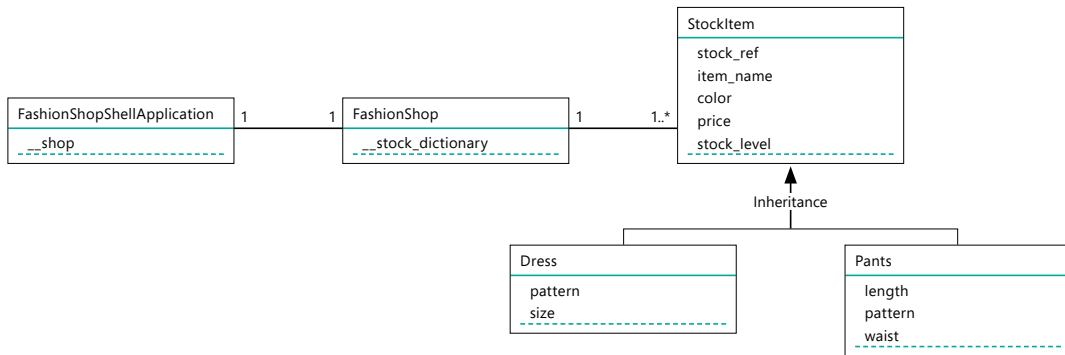 StockItem
stock_ref
item_name
color
price
stock_level
FashionShopShellApplication
__shop
1
1
FashionShop
__stock_dictionary
1
1..*
Inheritance
Dress
pattern
size
Pants
length
pattern
waist